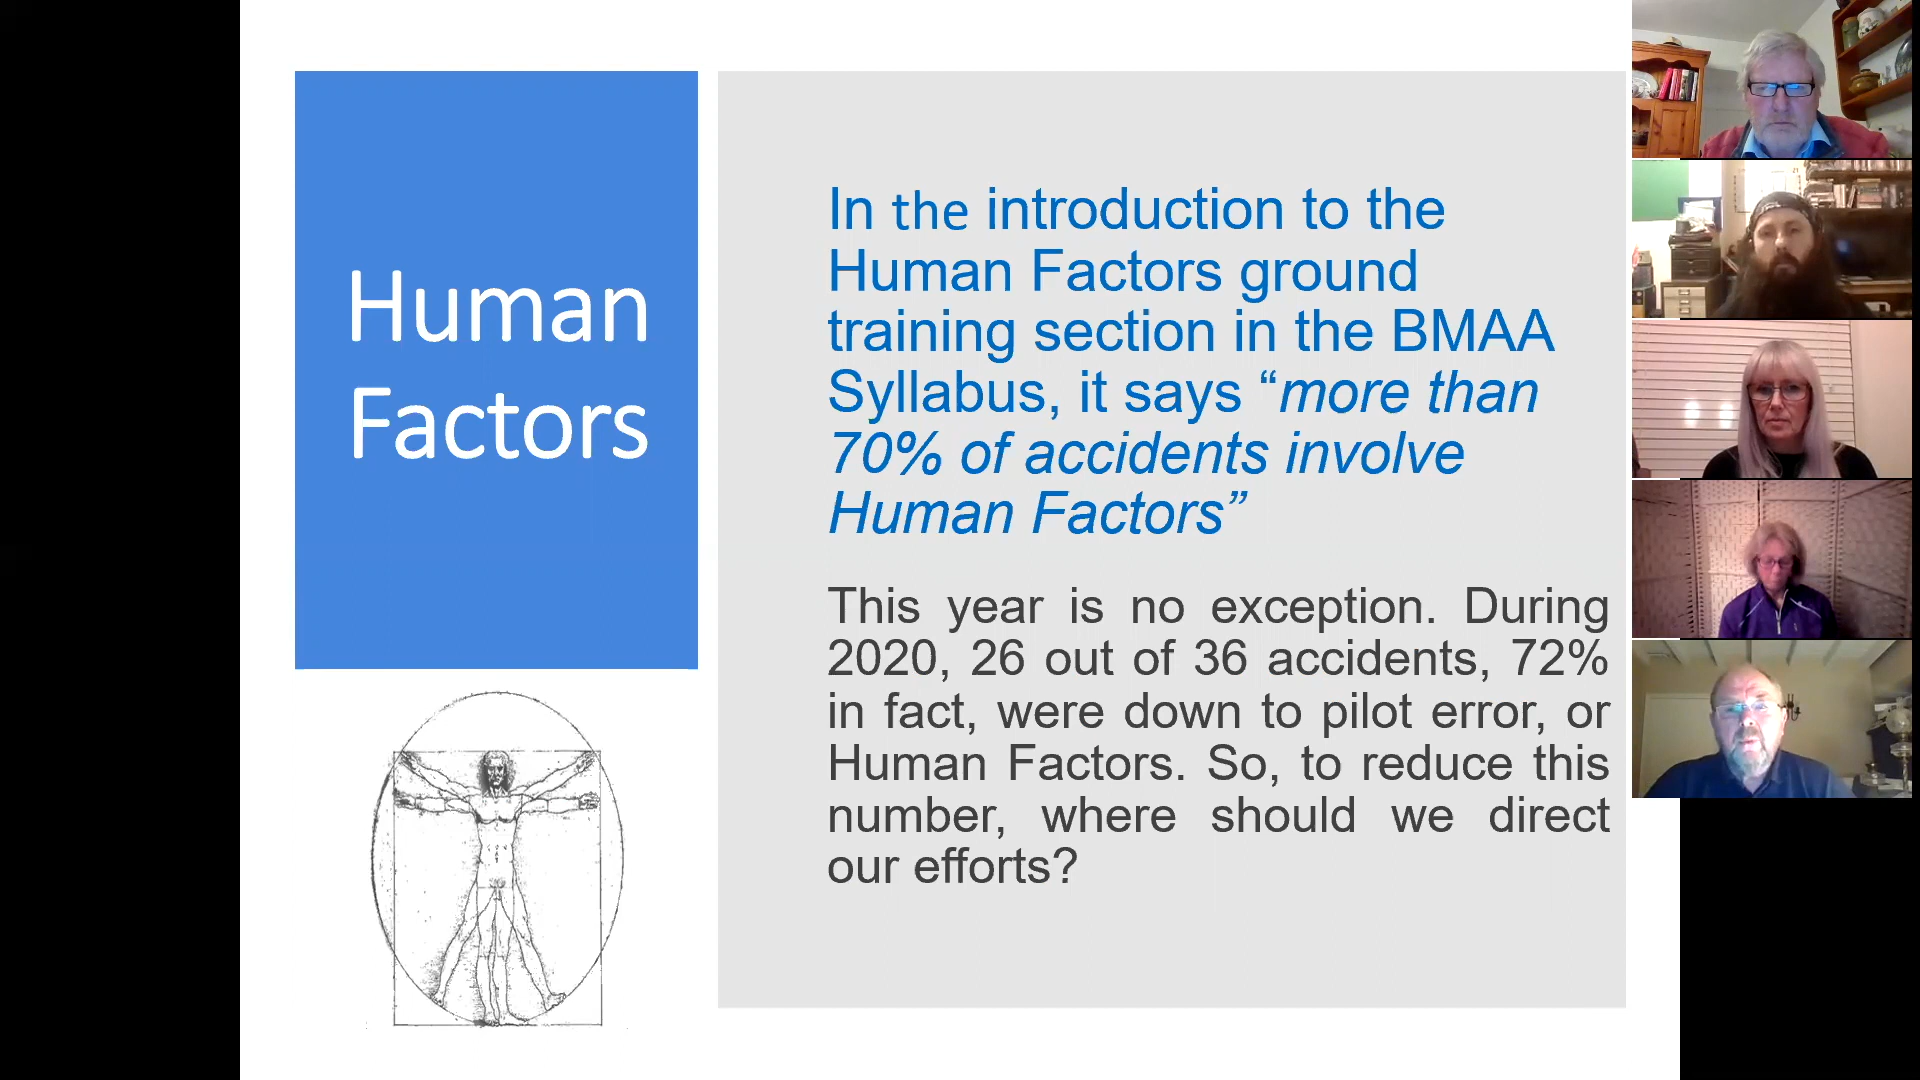 Human
Factors
In the introduction to the
Human Factors ground
training section in the BMAA
Syllabus, it says “more than
70% of accidents involve
Human Factors”
This year is no exception. During
2020, 26 out of 36 accidents, 72%
in fact, were down to pilot error, or
Human Factors. So, to reduce this
number, where should we direct
our efforts?